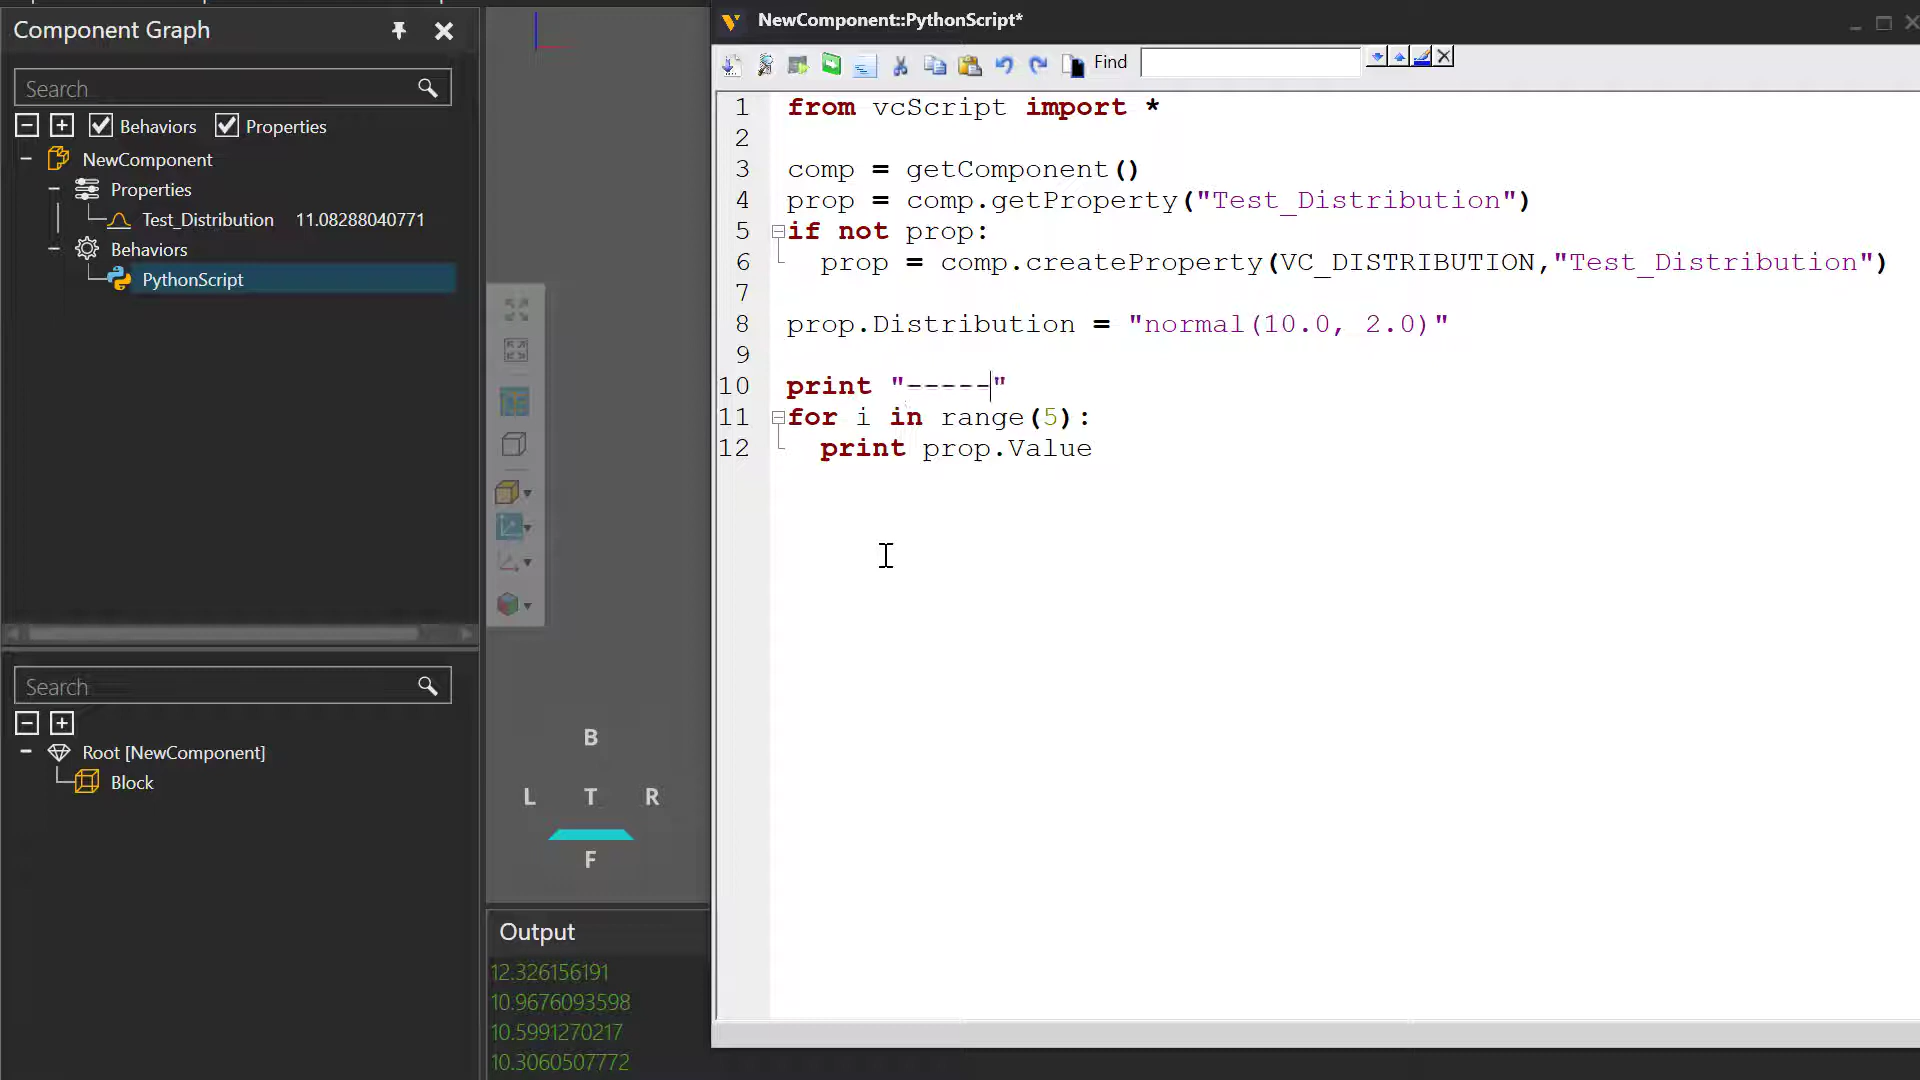 Component Graph
Search
Behaviors
Properties
NewComponent
Properties
Test_Distribution 11.08288040771
Behaviors
PythonScript
Search
Root [NewComponent]
Block
B
L T R
F
Output
12.326156191
10.9676093598
10.5991270217
10.3060507772
NewComponent::PythonScript*
Find
1 from vcScript import *
2
3 comp = getComponent()
4 prop = comp.getProperty("Test_Distribution")
5 if not prop:
6 prop = comp.createProperty(VC_DISTRIBUTION,"Test_Distribution")
7
8 prop.Distribution = "normal(10.0, 2.0)"
9
10 print "-----"
11 for i in range(5):
12 print prop.Value